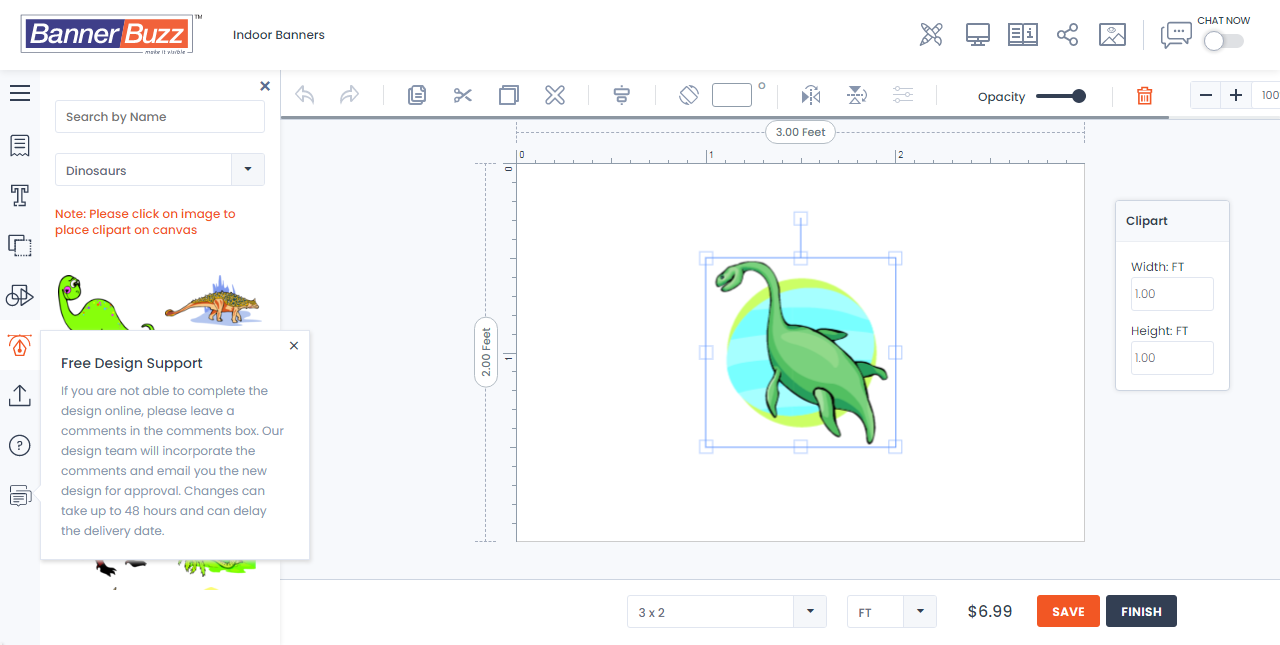 Banner Buzz TM
make it visible
Indoor Banners
CHAT NOW
Search by Name
Dinosaurs
Note: Please click on image to
place clipart on canvas
Free Design Support
If you are not able to complete the
design online, please leave a
comments in the comments box. Our
design team will incorporate the
comments and email you the new
design for approval. Changes can
take up to 48 hours and can delay
the delivery date.
Opacity
100
3.00 Feet
0 1 2
0
1
2.00 Feet
Clipart
Width: FT
1.00
Height: FT
1.00
3 x 2
FT
$6.99
SAVE
FINISH